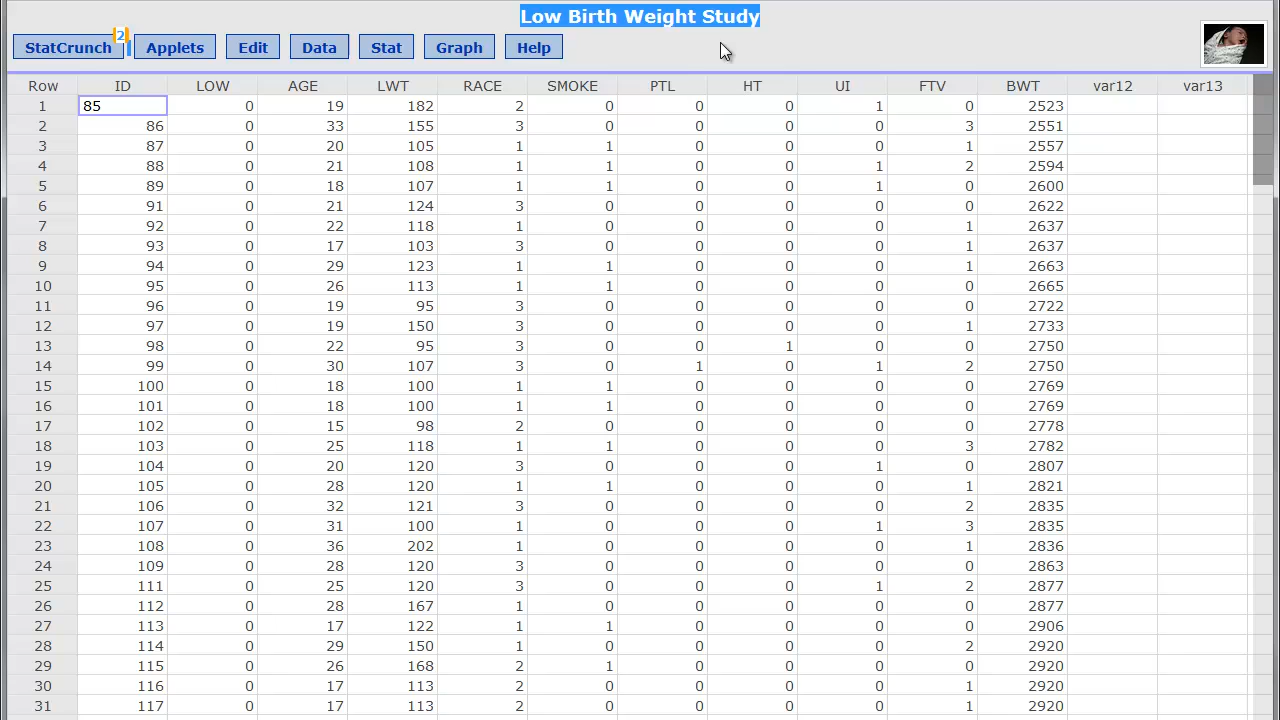 Low Birth Weight Study
StatCrunch 2 Applets Edit Data Stat Graph Help
Row ID LOW AGE LWT RACE SMOKE PTL HT UI FTV BWT var12 var13
1 85 0 19 182 2 0 0 0 1 0 2523
2 86 0 33 155 3 0 0 0 0 3 2551
3 87 0 20 105 1 1 0 0 0 1 2557
4 88 0 21 108 1 1 0 0 1 2 2594
5 89 0 18 107 1 1 0 0 1 0 2600
6 91 0 21 124 3 0 0 0 0 0 2622
7 92 0 22 118 1 0 0 0 0 1 2637
8 93 0 17 103 3 0 0 0 0 1 2637
9 94 0 29 123 1 1 0 0 0 1 2663
10 95 0 26 113 1 1 0 0 0 0 2665
11 96 0 19 95 3 0 0 0 0 0 2722
12 97 0 19 150 3 0 0 0 0 1 2733
13 98 0 22 95 3 0 0 1 0 0 2750
14 99 0 30 107 3 0 1 0 1 2 2750
15 100 0 18 100 1 1 0 0 0 0 2769
16 101 0 18 100 1 1 0 0 0 0 2769
17 102 0 15 98 2 0 0 0 0 0 2778
18 103 0 25 118 1 1 0 0 0 3 2782
19 104 0 20 120 3 0 0 0 1 0 2807
20 105 0 28 120 1 1 0 0 0 1 2821
21 106 0 32 121 3 0 0 0 0 2 2835
22 107 0 31 100 1 0 0 0 1 3 2835
23 108 0 36 202 1 0 0 0 0 1 2836
24 109 0 28 120 3 0 0 0 0 0 2863
25 111 0 25 120 3 0 0 0 1 2 2877
26 112 0 28 167 1 0 0 0 0 0 2877
27 113 0 17 122 1 1 0 0 0 0 2906
28 114 0 29 150 1 0 0 0 0 2 2920
29 115 0 26 168 2 1 0 0 0 0 2920
30 116 0 17 113 2 0 0 0 0 1 2920
31 117 0 17 113 2 0 0 0 0 1 2920